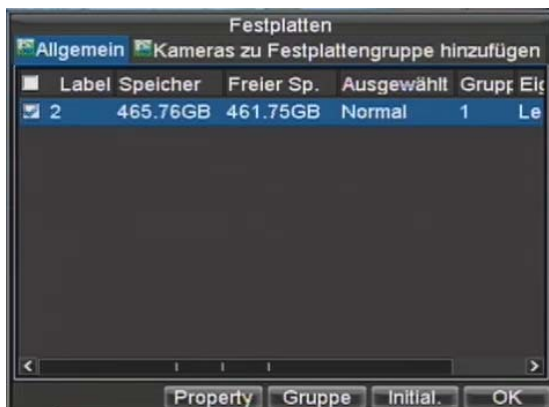 Festplatten
Allgemein Kameras zu Festplattengruppe hinzufügen
Label Speicher Freier Sp. Ausgewählt Grupp Eig
2 465.76GB 461.75GB Normal 1 Le
Property Gruppe Initial. OK